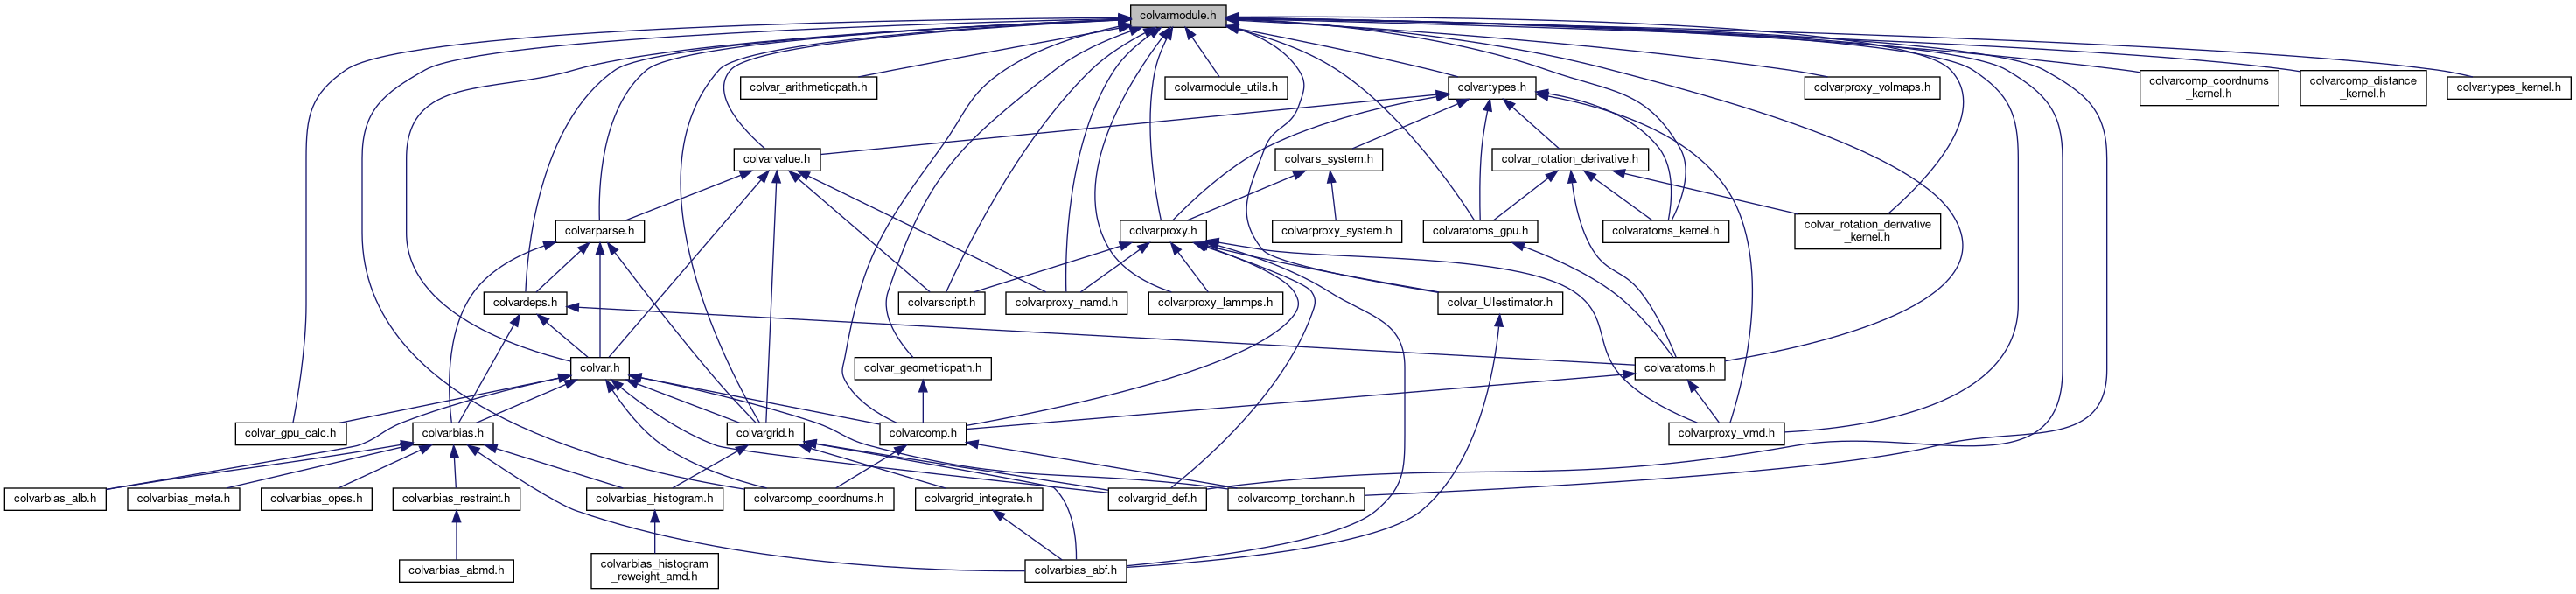 colvarmodule.h
colvar_arithmeticpath.h
colvarmodule_utils.h
colvartypes.h
colvarproxy_volmaps.h
colvarcomp_coordnums
_kernel.h
colvarcomp_distance
_kernel.h
colvartypes_kernel.h
colvarvalue.h
colvars_system.h
colvar_rotation_derivative.h
colvarparse.h
colvarproxy.h
colvarproxy_system.h
colvaratoms_gpu.h
colvaratoms_kernel.h
colvar_rotation_derivative
_kernel.h
colvardeps.h
colvarscript.h
colvarproxy_namd.h
colvarproxy_lammps.h
colvar_UIestimator.h
colvar.h
colvar_geometricpath.h
colvaratoms.h
colvar_gpu_calc.h
colvarbias.h
colvargrid.h
colvarcomp.h
colvarproxy_vmd.h
colvarbias_alb.h
colvarbias_meta.h
colvarbias_opes.h
colvarbias_restraint.h
colvarbias_histogram.h
colvarcomp_coordnums.h
colvargrid_integrate.h
colvargrid_def.h
colvarcomp_torchann.h
colvarbias_abmd.h
colvarbias_histogram
_reweight_amd.h
colvarbias_abf.h